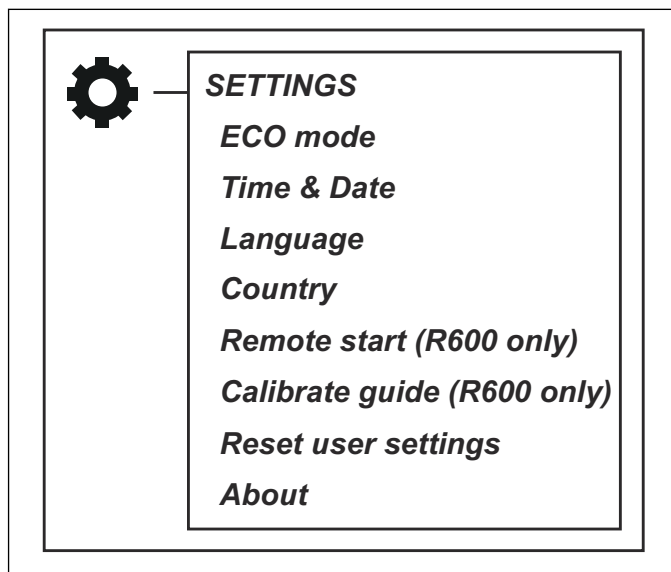 SETTINGS
ECO mode
Time & Date
Language
Country
Remote start (R600 only)
Calibrate guide (R600 only)
Reset user settings
About